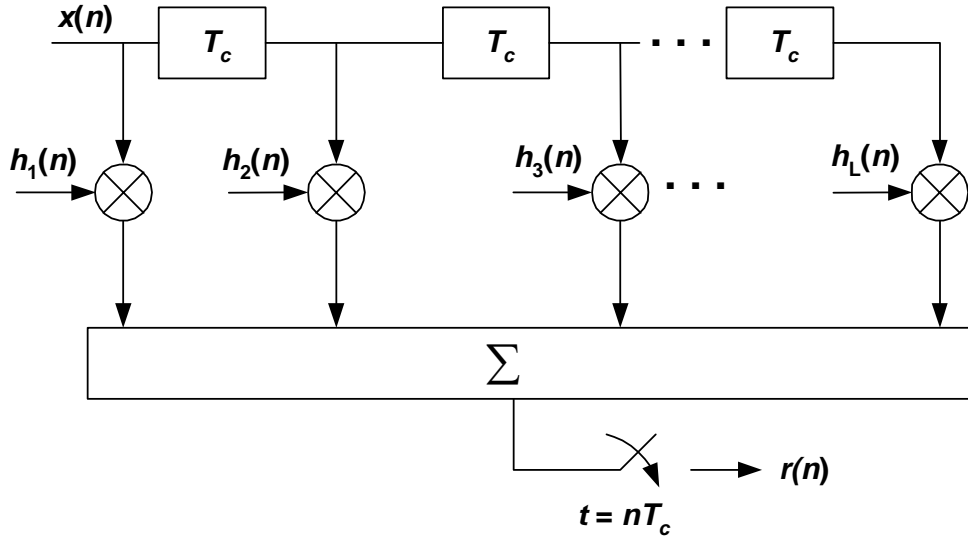 x(n)
T_c T_c . . . T_c
h_1(n) h_2(n) h_3(n) . . . h_L(n)
∑
r(n)
t = nT_c